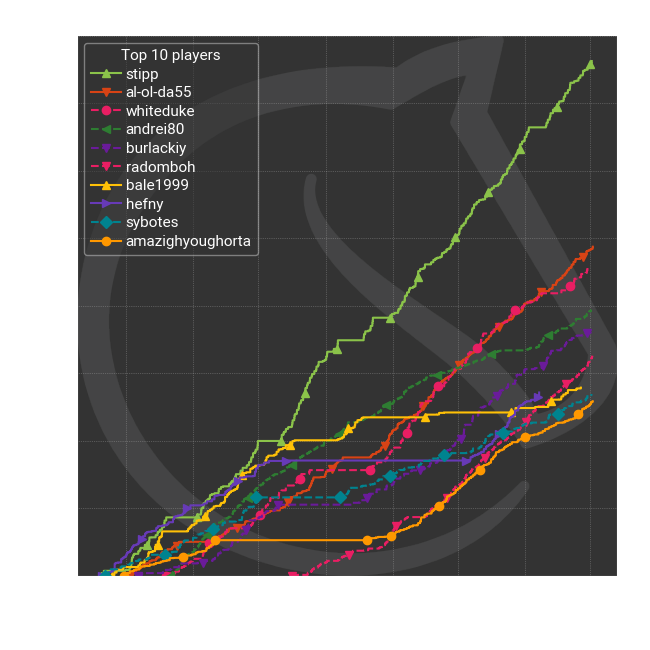 Top 10 players
stipp
al-ol-da55
whiteduke
andrei80
burlackiy
radomboh
bale1999
hefny
sybotes
amazighyoughorta